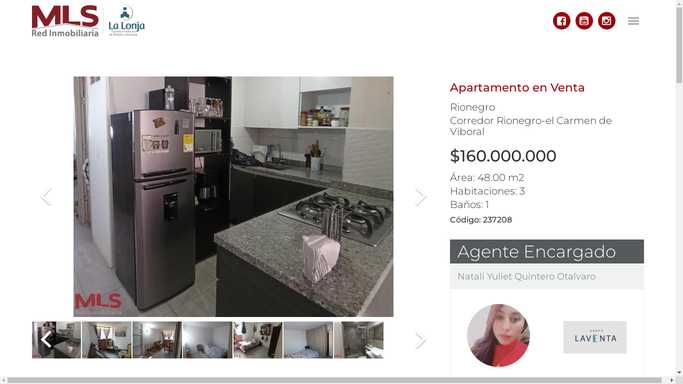 MLS
Red Inmobiliaria
La Lonja
Apartamento en Venta
Rionegro
Corredor Rionegro-el Carmen de
Viboral
$160.000.000
Área: 48.00 m2
Habitaciones: 3
Baños: 1
Código: 237208
MLS
Agente Encargado
Natali Yuliet Quintero Otalvaro
LAVENTA